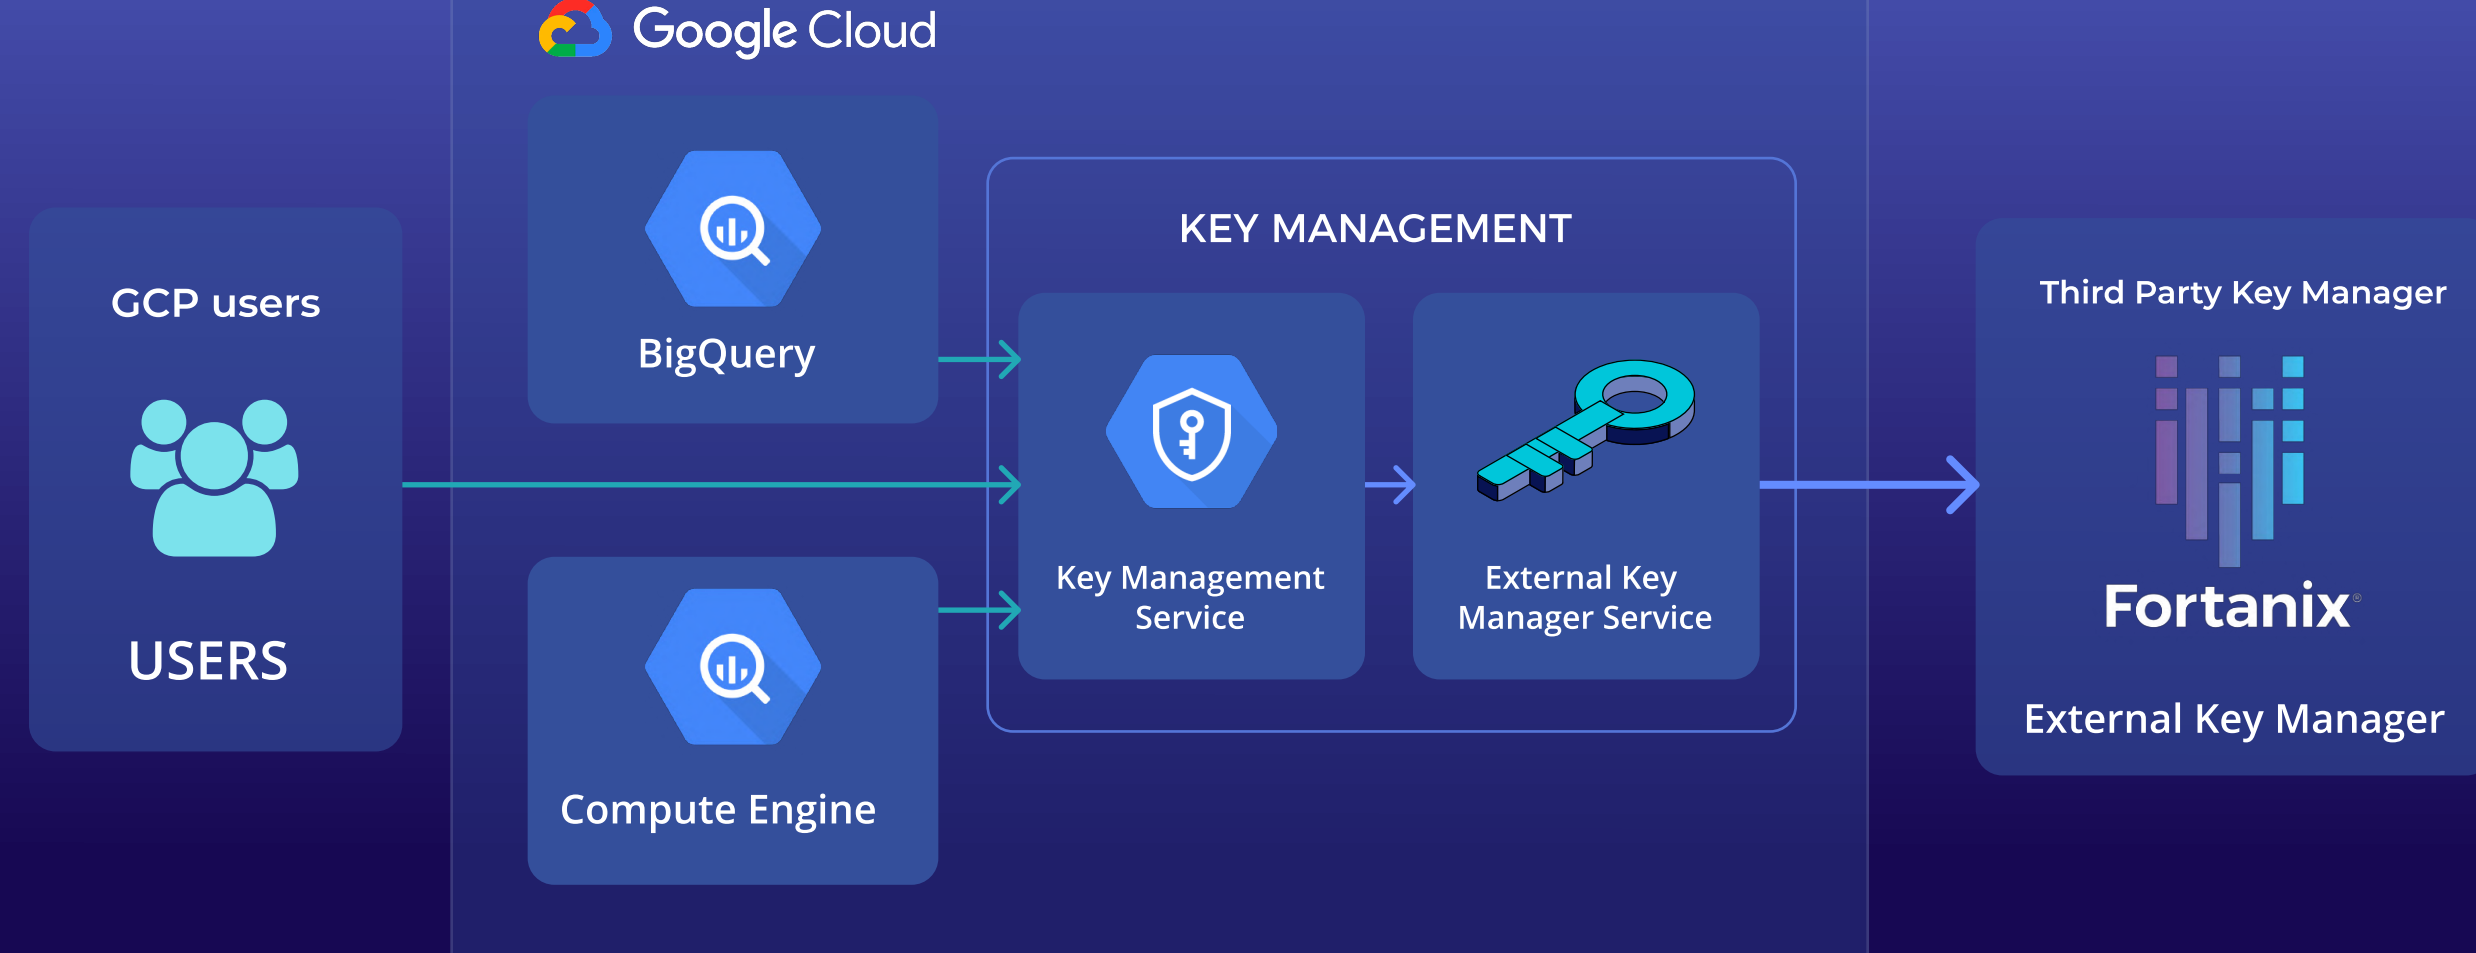 Google Cloud
GCP users
USERS
BigQuery
Compute Engine
KEY MANAGEMENT
Key Management
Service
External Key
Manager Service
Third Party Key Manager
Fortanix®
External Key Manager